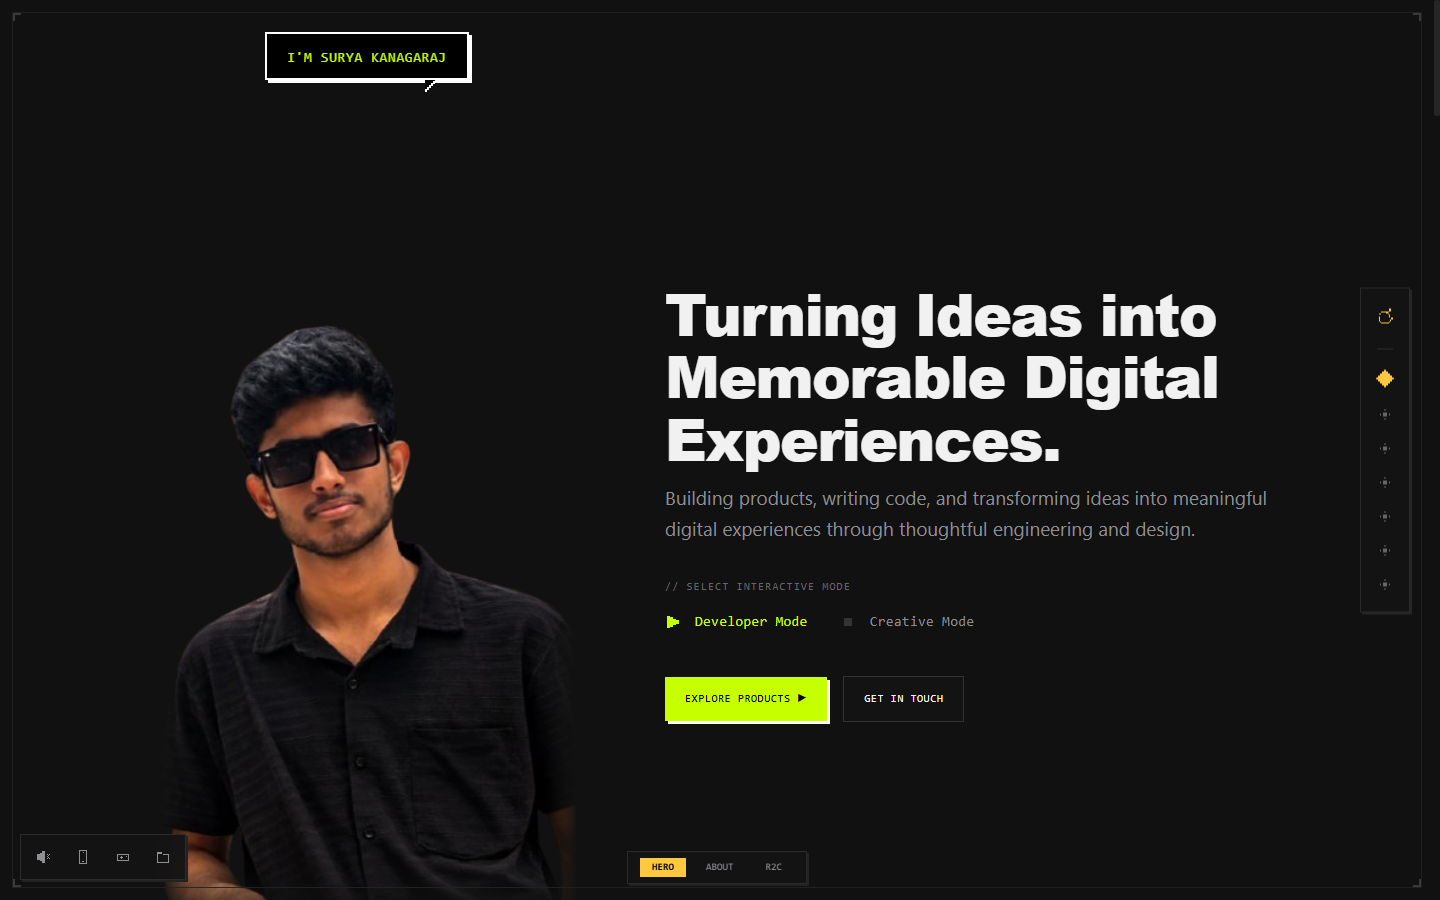 I'M SURYA KANAGARAJ
Turning Ideas into
Memorable Digital
Experiences.
Building products, writing code, and transforming ideas into meaningful
digital experiences through thoughtful engineering and design.
// SELECT INTERACTIVE MODE
Developer Mode
Creative Mode
EXPLORE PRODUCTS ▶
GET IN TOUCH
HERO
ABOUT
R2C